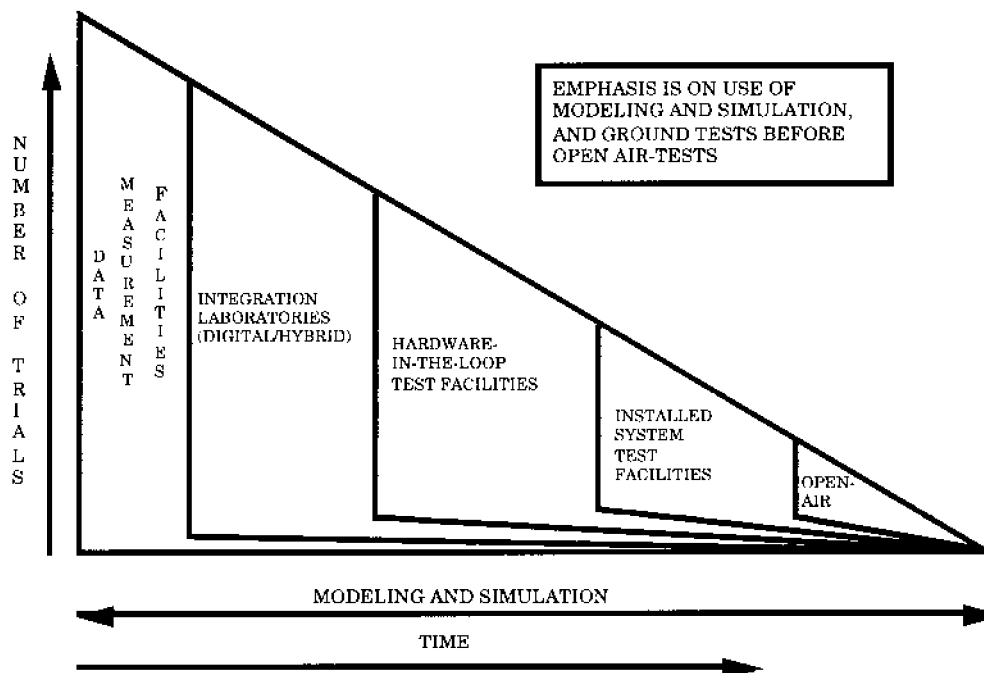 EMPHASIS IS ON USE OF
MODELING AND SIMULATION,
AND GROUND TESTS BEFORE
OPEN AIR-TESTS
NUMBER OF TRIALS
DATA
MEASUREMENT
FACILITIES
INTEGRATION
LABORATORIES
(DIGITAL/HYBRID)
HARDWARE-
IN-THE-LOOP
TEST FACILITIES
INSTALLED
SYSTEM
TEST
FACILITIES
OPEN-
AIR
MODELING AND SIMULATION
TIME